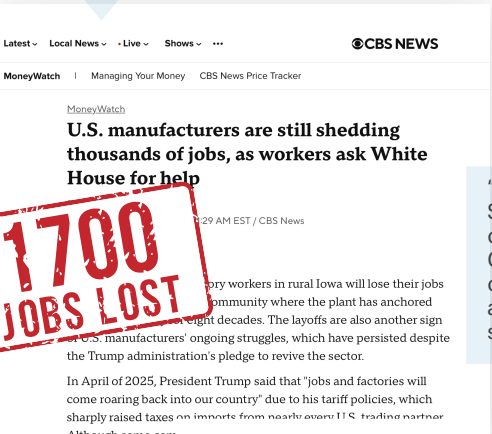 Latest Local News Live Shows ...
CBS NEWS
MoneyWatch | Managing Your Money CBS News Price Tracker
MoneyWatch
U.S. manufacturers are still shedding
thousands of jobs, as workers ask White
House for help
:29 AM EST / CBS News
1700
JOBS LOST
ory workers in rural Iowa will lose their jobs
ommunity where the plant has anchored
eight decades. The layoffs are also another sign
of U.S. manufacturers' ongoing struggles, which have persisted despite
the Trump administration's pledge to revive the sector.
In April of 2025, President Trump said that "jobs and factories will
come roaring back into our country" due to his tariff policies, which
sharply raised taxes on imports from nearly every U.S. trading partner.